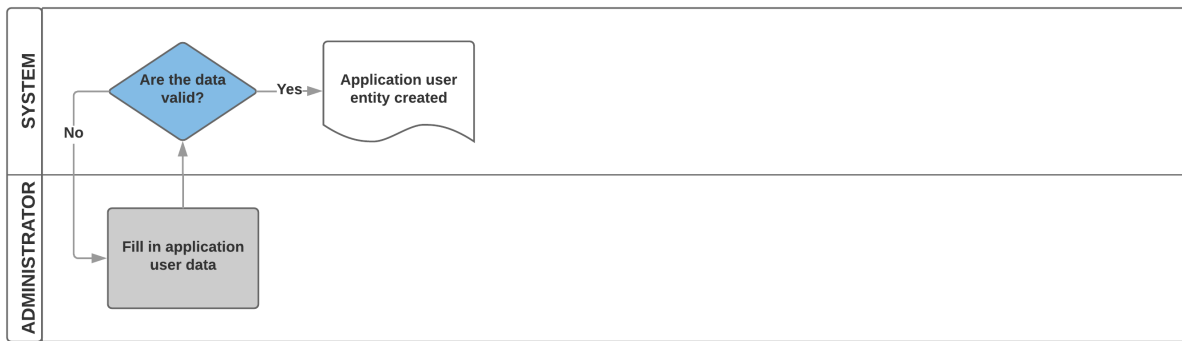 SYSTEM
Are the data
valid?
Yes
Application user
entity created
No
ADMINISTRATOR
Fill in application
user data